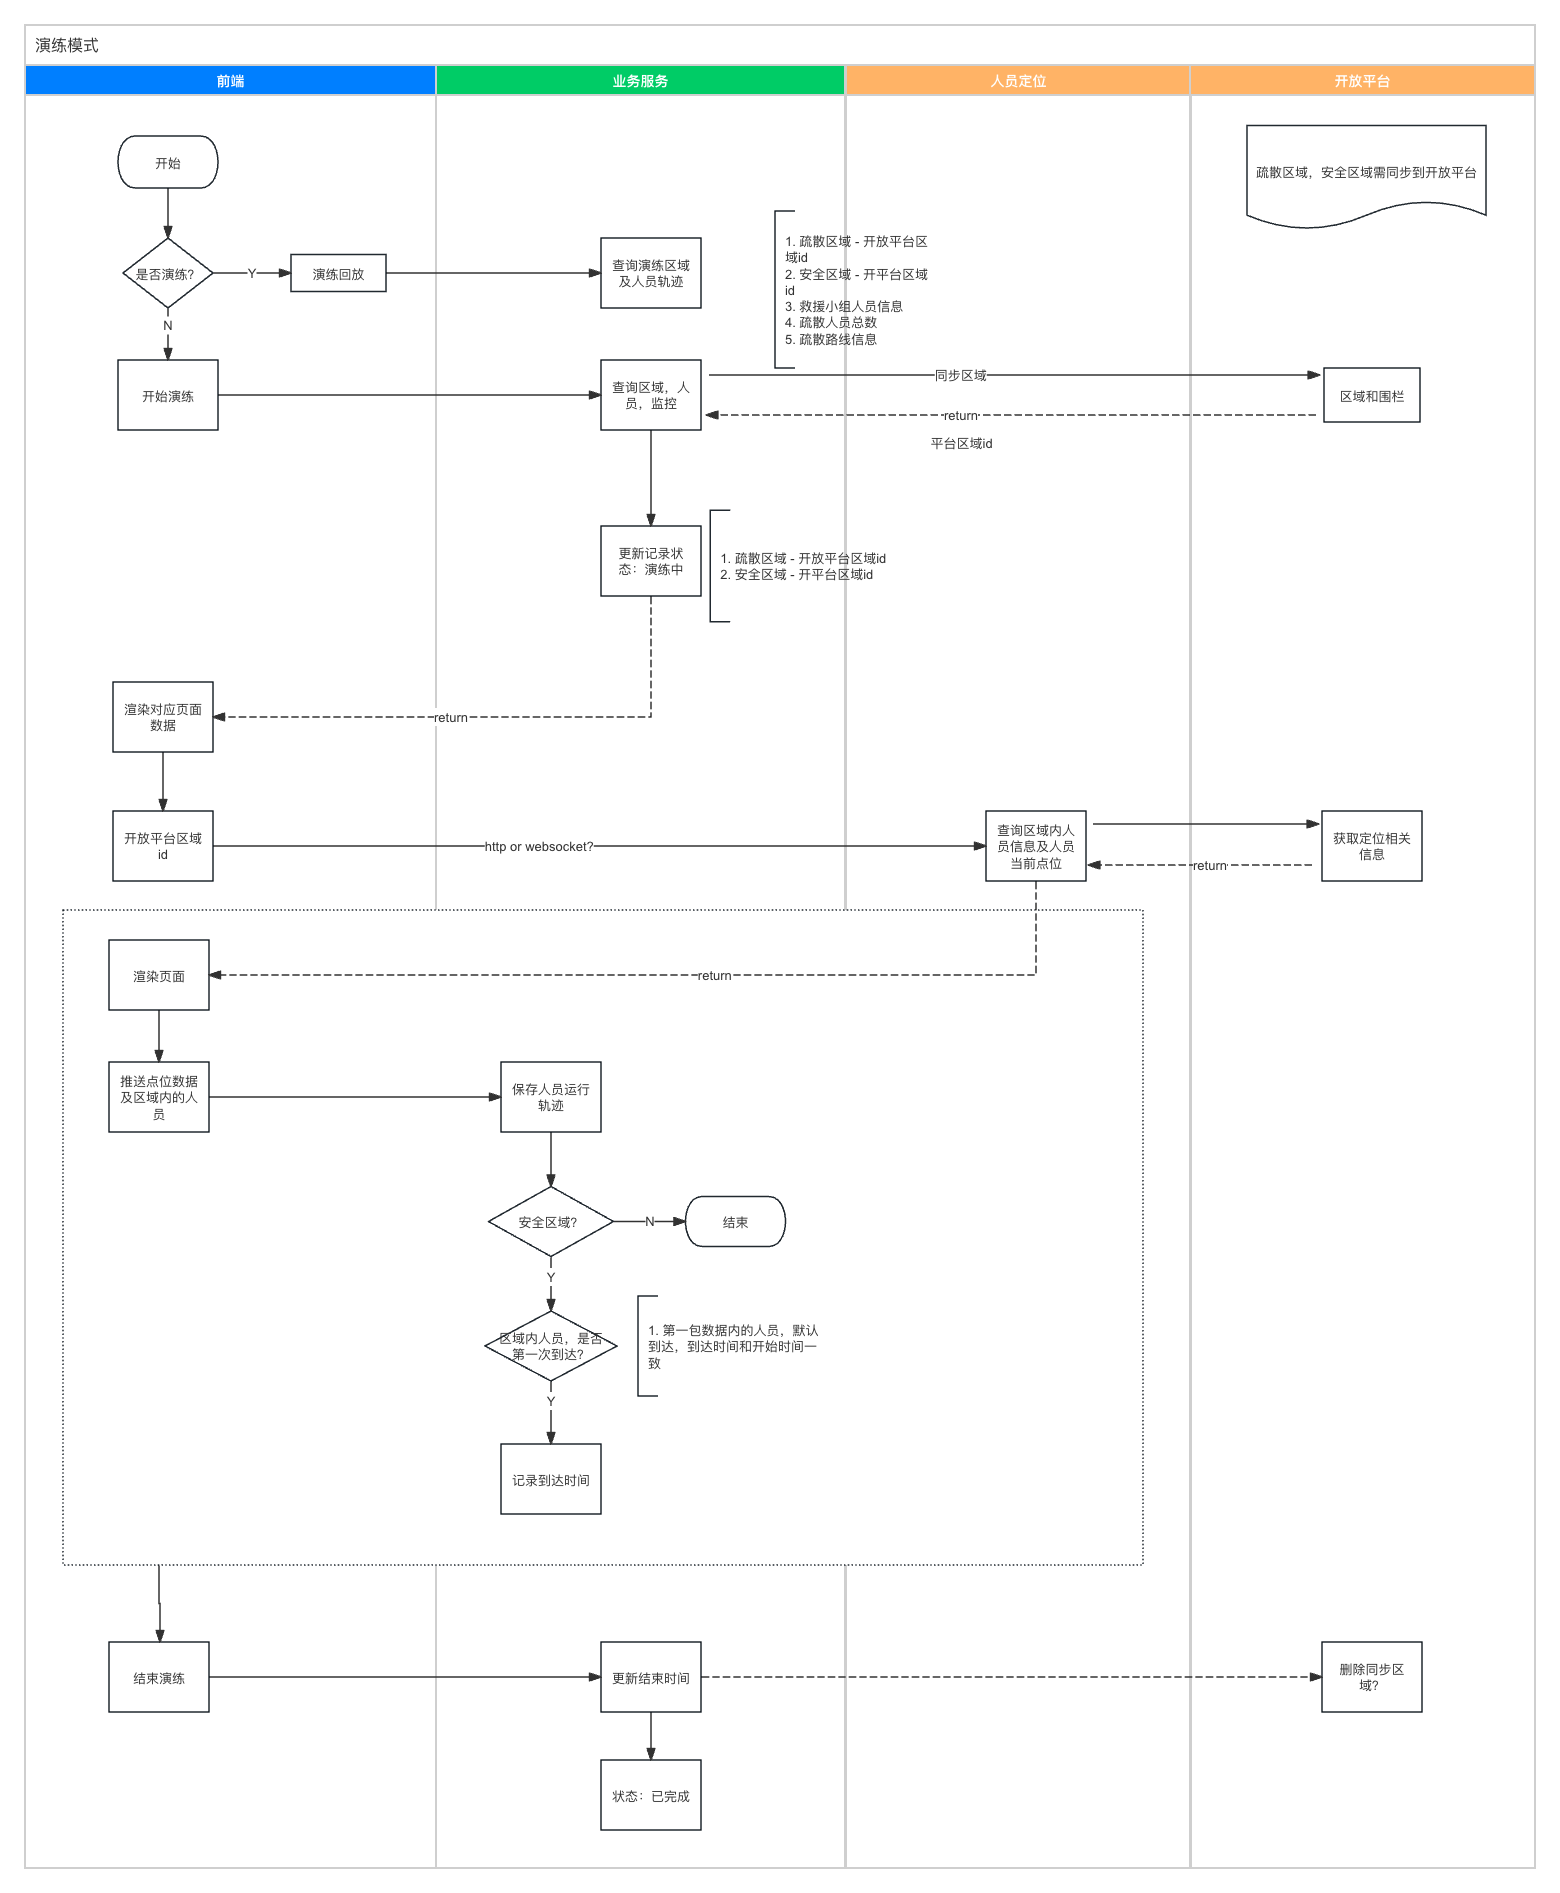 演练模式
前端
业务服务
人员定位
开放平台
开始
疏散区域，安全区域需同步到开放平台
是否演练?
Y
演练回放
查询演练区域
及人员轨迹
1. 疏散区域 - 开放平台区
域id
2. 安全区域 - 开平台区域
id
3. 救援小组人员信息
4. 疏散人员总数
5. 疏散路线信息
N
开始演练
查询区域，人
员，监控
同步区域
return
平台区域id
区域和围栏
更新记录状
态：演练中
1. 疏散区域 - 开放平台区域id
2. 安全区域 - 开平台区域id
渲染对应页面
数据
return
开放平台区域
id
http or websocket?
查询区域内人
员信息及人员
当前点位
return
获取定位相关
信息
渲染页面
return
推送点位数据
及区域内的人
员
保存人员运行
轨迹
安全区域?
N
结束
Y
区域内人员，是否
第一次到达?
1. 第一包数据内的人员，默认
到达，到达时间和开始时间一
致
Y
记录到达时间
结束演练
更新结束时间
删除同步区
域?
状态：已完成